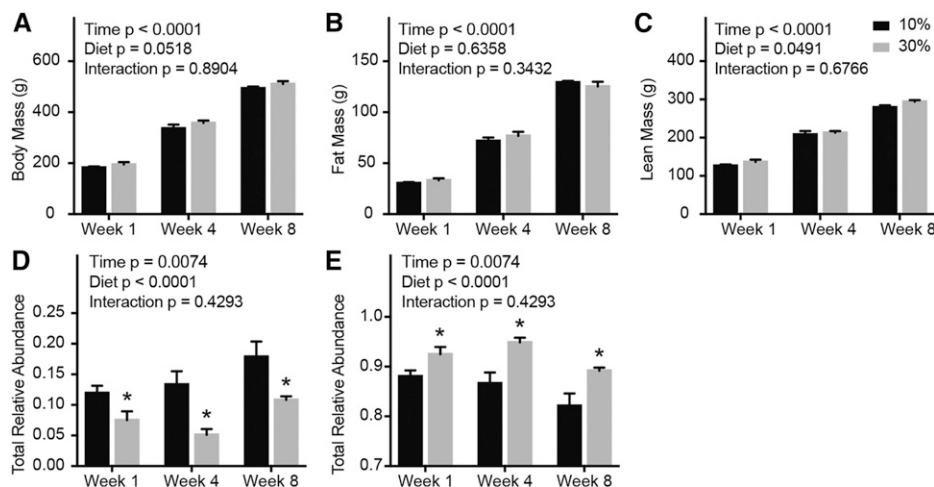 A
Time p < 0.0001
Diet p = 0.0518
Interaction p = 0.8904
Body Mass (g)
600
400
200
0
Week 1 Week 4 Week 8
B
Time p < 0.0001
Diet p = 0.6358
Interaction p = 0.3432
Fat Mass (g)
150
100
50
0
Week 1 Week 4 Week 8
C
Time p < 0.0001
Diet p = 0.0491
Interaction p = 0.6766
10%
30%
Lean Mass (g)
400
300
200
100
0
Week 1 Week 4 Week 8
D
Time p = 0.0074
Diet p < 0.0001
Interaction p = 0.4293
Total Relative Abundance
0.25
0.20
0.15
0.10
0.05
0.00
* * *
Week 1 Week 4 Week 8
E
Time p = 0.0074
Diet p < 0.0001
Interaction p = 0.4293
Total Relative Abundance
1.0
0.9
0.8
0.7
* * *
Week 1 Week 4 Week 8